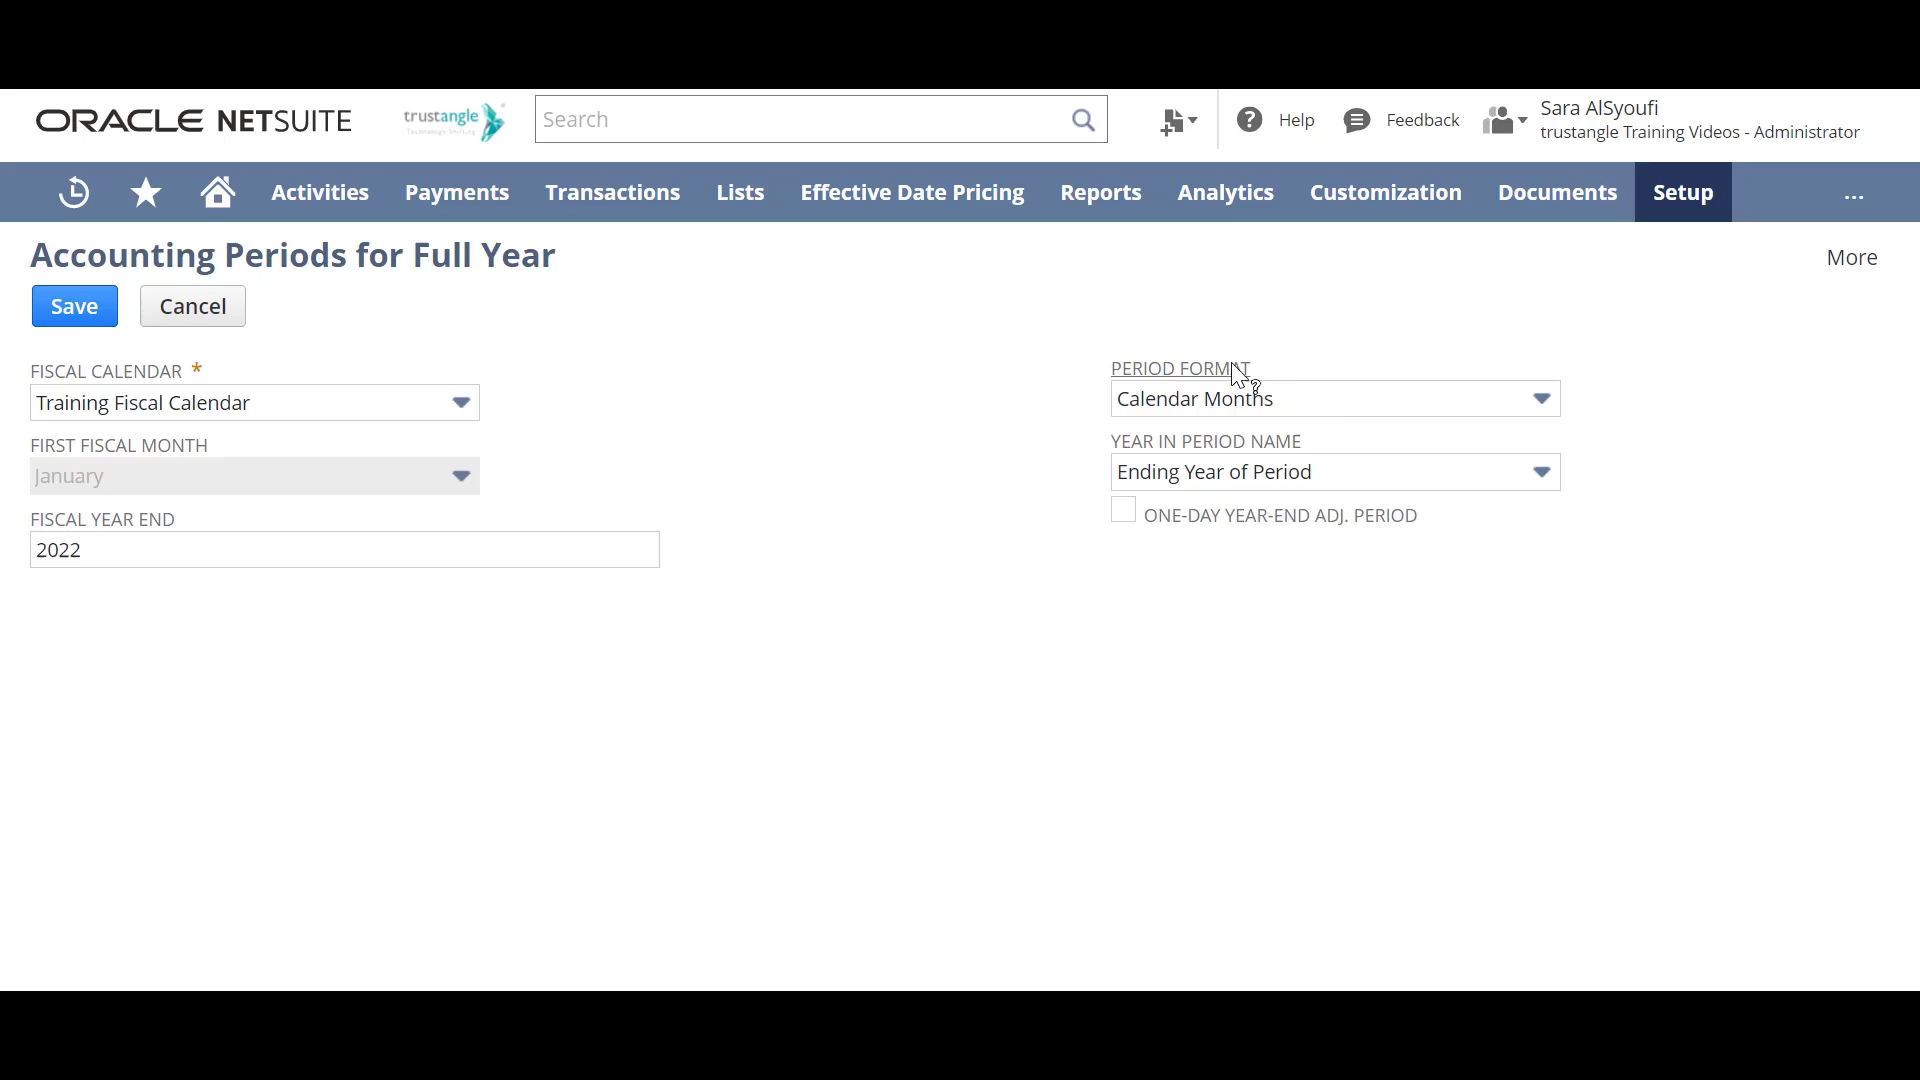 ORACLE NETSUITE
trustangle
Search
Help
Feedback
Sara AlSyoufi
trustangle Training Videos - Administrator
Activities
Payments
Transactions
Lists
Effective Date Pricing
Reports
Analytics
Customization
Documents
Setup
...
Accounting Periods for Full Year
More
Save
Cancel
FISCAL CALENDAR *
Training Fiscal Calendar
FIRST FISCAL MONTH
January
FISCAL YEAR END
2022
PERIOD FORMAT
Calendar Months
YEAR IN PERIOD NAME
Ending Year of Period
ONE-DAY YEAR-END ADJ. PERIOD